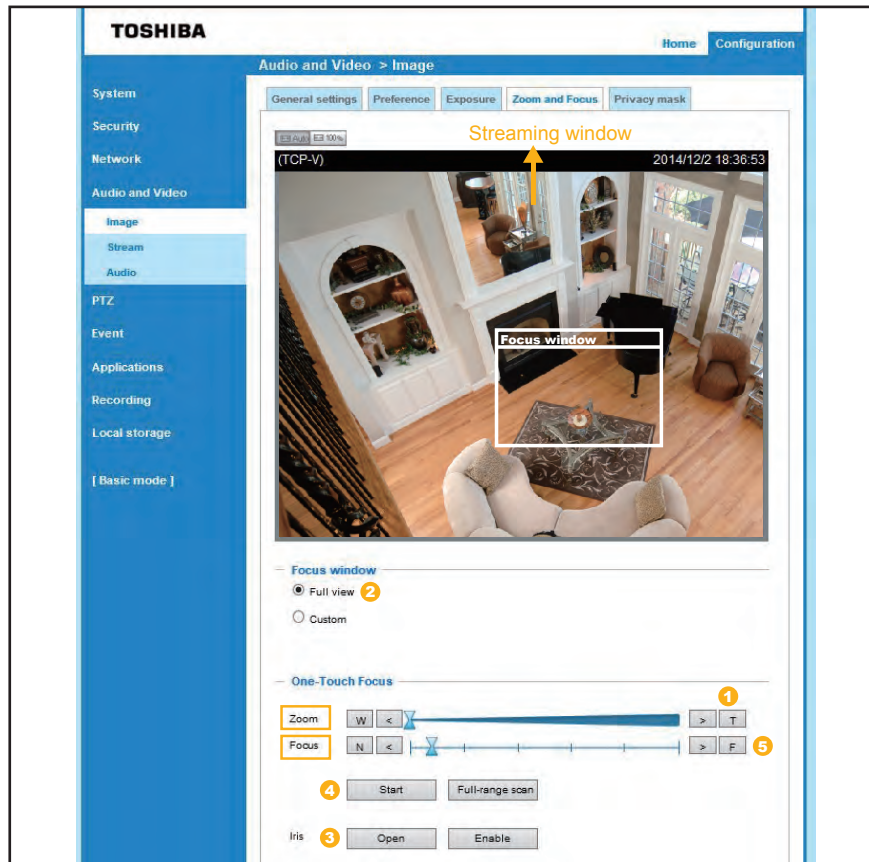 TOSHIBA
Home Configuration
Audio and Video > Image
System
Security
Network
Audio and Video
Image
Stream
Audio
PTZ
Event
Applications
Recording
Local storage
[ Basic mode ]
General settings Preference Exposure Zoom and Focus Privacy mask
Auto 100%
Streaming window
(TCP-V) 2014/12/2 18:36:53
Focus window
Focus window
Full view 2
Custom
One-Touch Focus
1
Zoom W < > T
Focus N < > F 5
4 Start Full-range scan
Iris 3 Open Enable